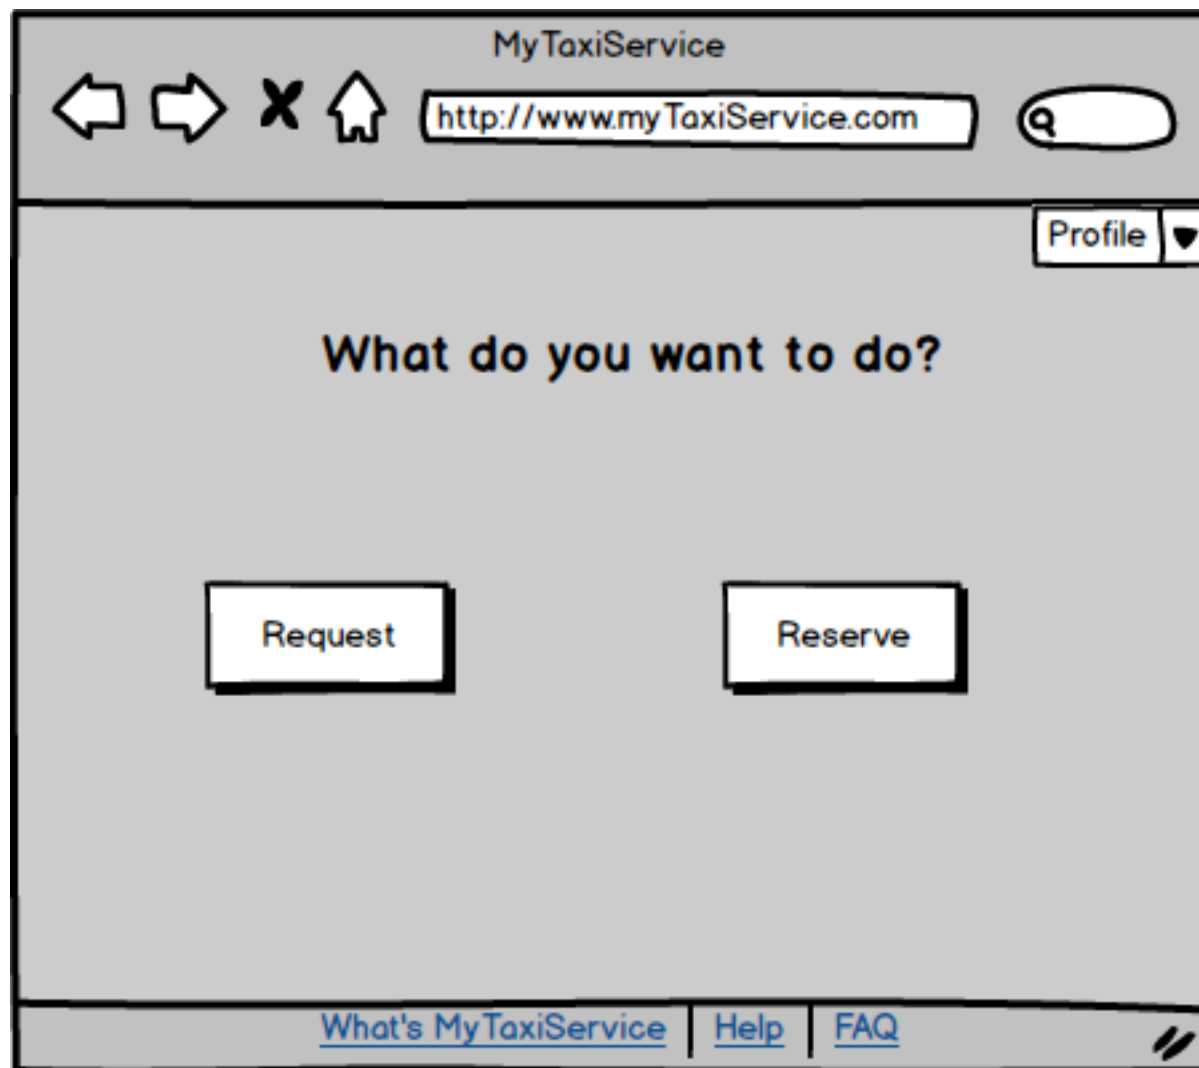 MyTaxiService
http://www.myTaxiService.com
Profile
What do you want to do?
Request
Reserve
What's MyTaxiService
Help
FAQ